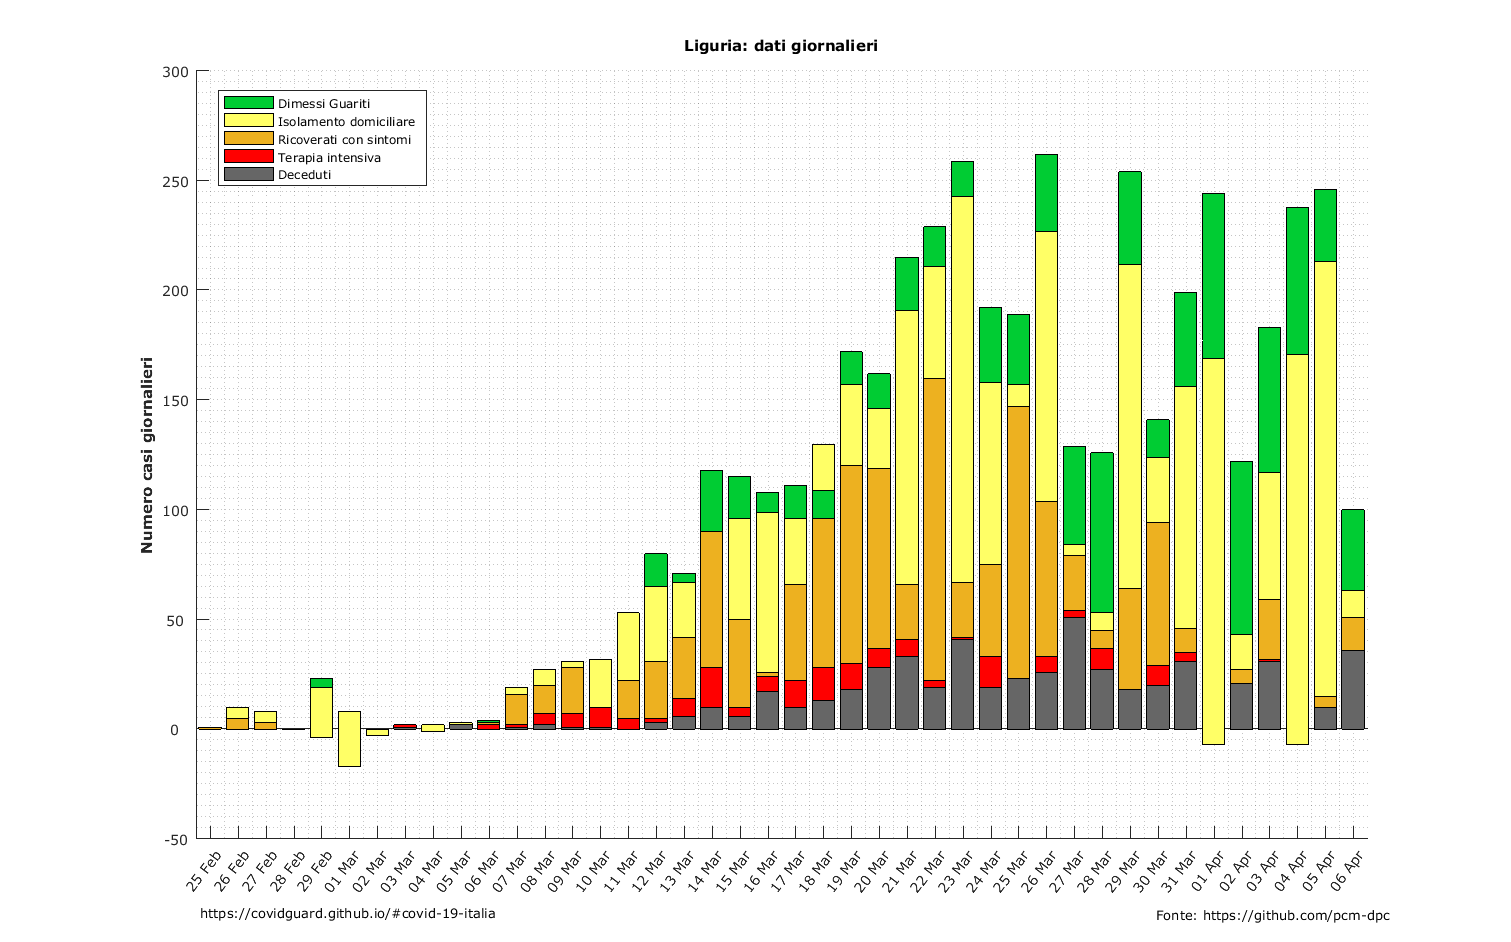 Liguria: dati giornalieri
300
250
200
150
100
50
0
-50
Numero casi giornalieri
Dimessi Guariti
Isolamento domiciliare
Ricoverati con sintomi
Terapia intensiva
Deceduti
25 Feb
26 Feb
27 Feb
28 Feb
29 Feb
01 Mar
02 Mar
03 Mar
04 Mar
05 Mar
06 Mar
07 Mar
08 Mar
09 Mar
10 Mar
11 Mar
12 Mar
13 Mar
14 Mar
15 Mar
16 Mar
17 Mar
18 Mar
19 Mar
20 Mar
21 Mar
22 Mar
23 Mar
24 Mar
25 Mar
26 Mar
27 Mar
28 Mar
29 Mar
30 Mar
31 Mar
01 Apr
02 Apr
03 Apr
04 Apr
05 Apr
06 Apr
https://covidguard.github.io/#covid-19-italia
Fonte: https://github.com/pcm-dpc